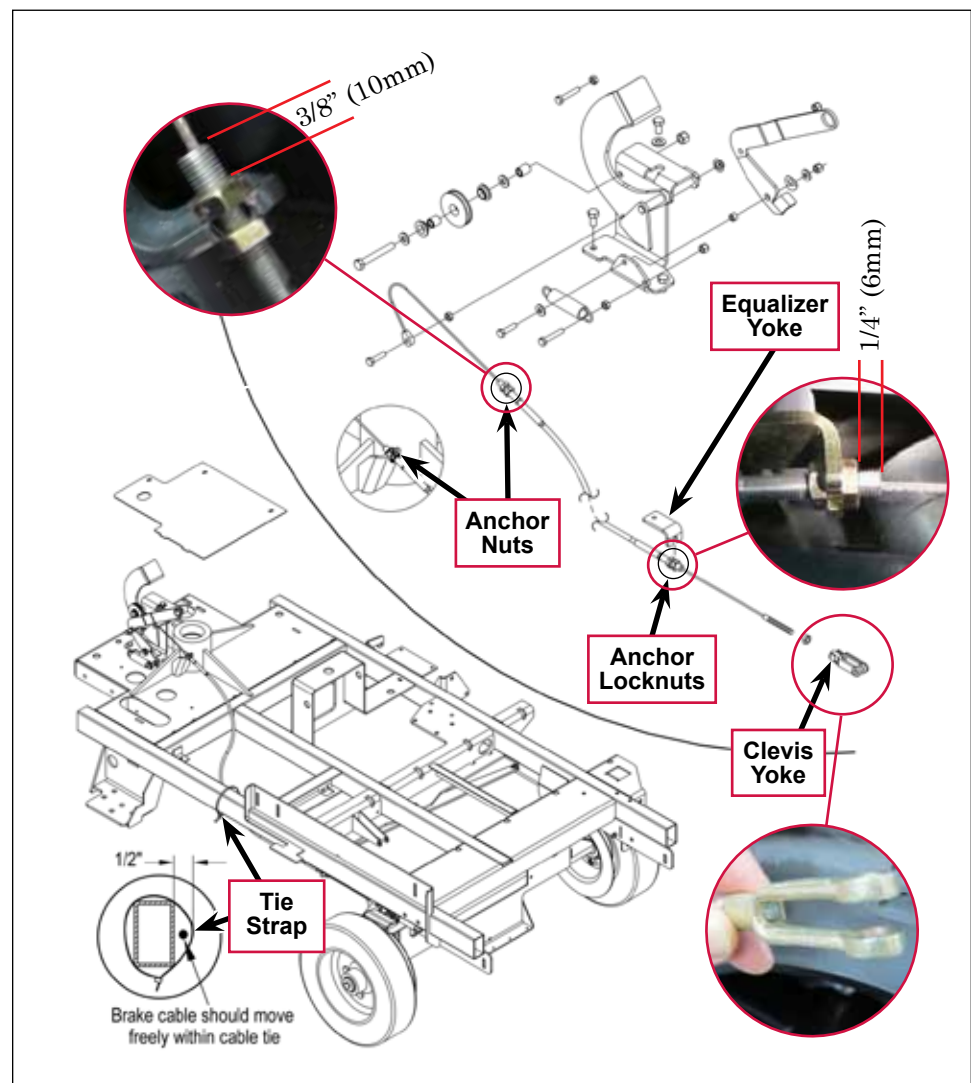 3/8” (10mm)
Equalizer
Yoke
1/4” (6mm)
Anchor
Nuts
Anchor
Locknuts
Clevis
Yoke
1/2"
Tie
Strap
Brake cable should move
freely within cable tie